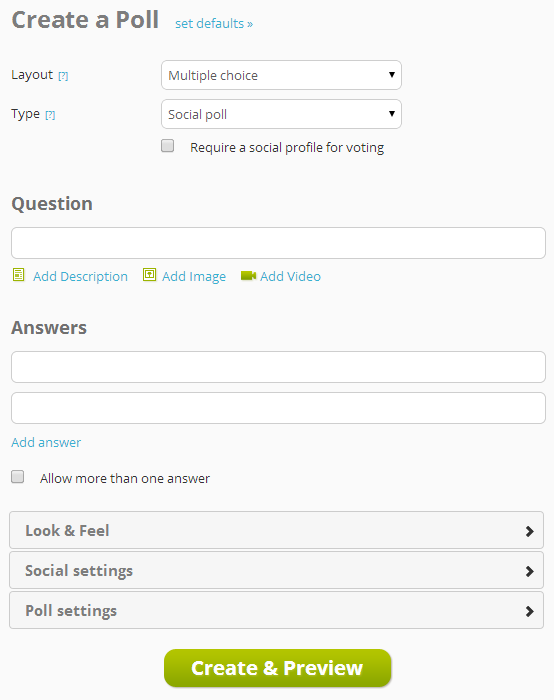 Create a Poll set defaults »
Layout [?] Multiple choice
Type [?] Social poll
Require a social profile for voting
Question
Add Description Add Image Add Video
Answers
Add answer
Allow more than one answer
Look & Feel
Social settings
Poll settings
Create & Preview